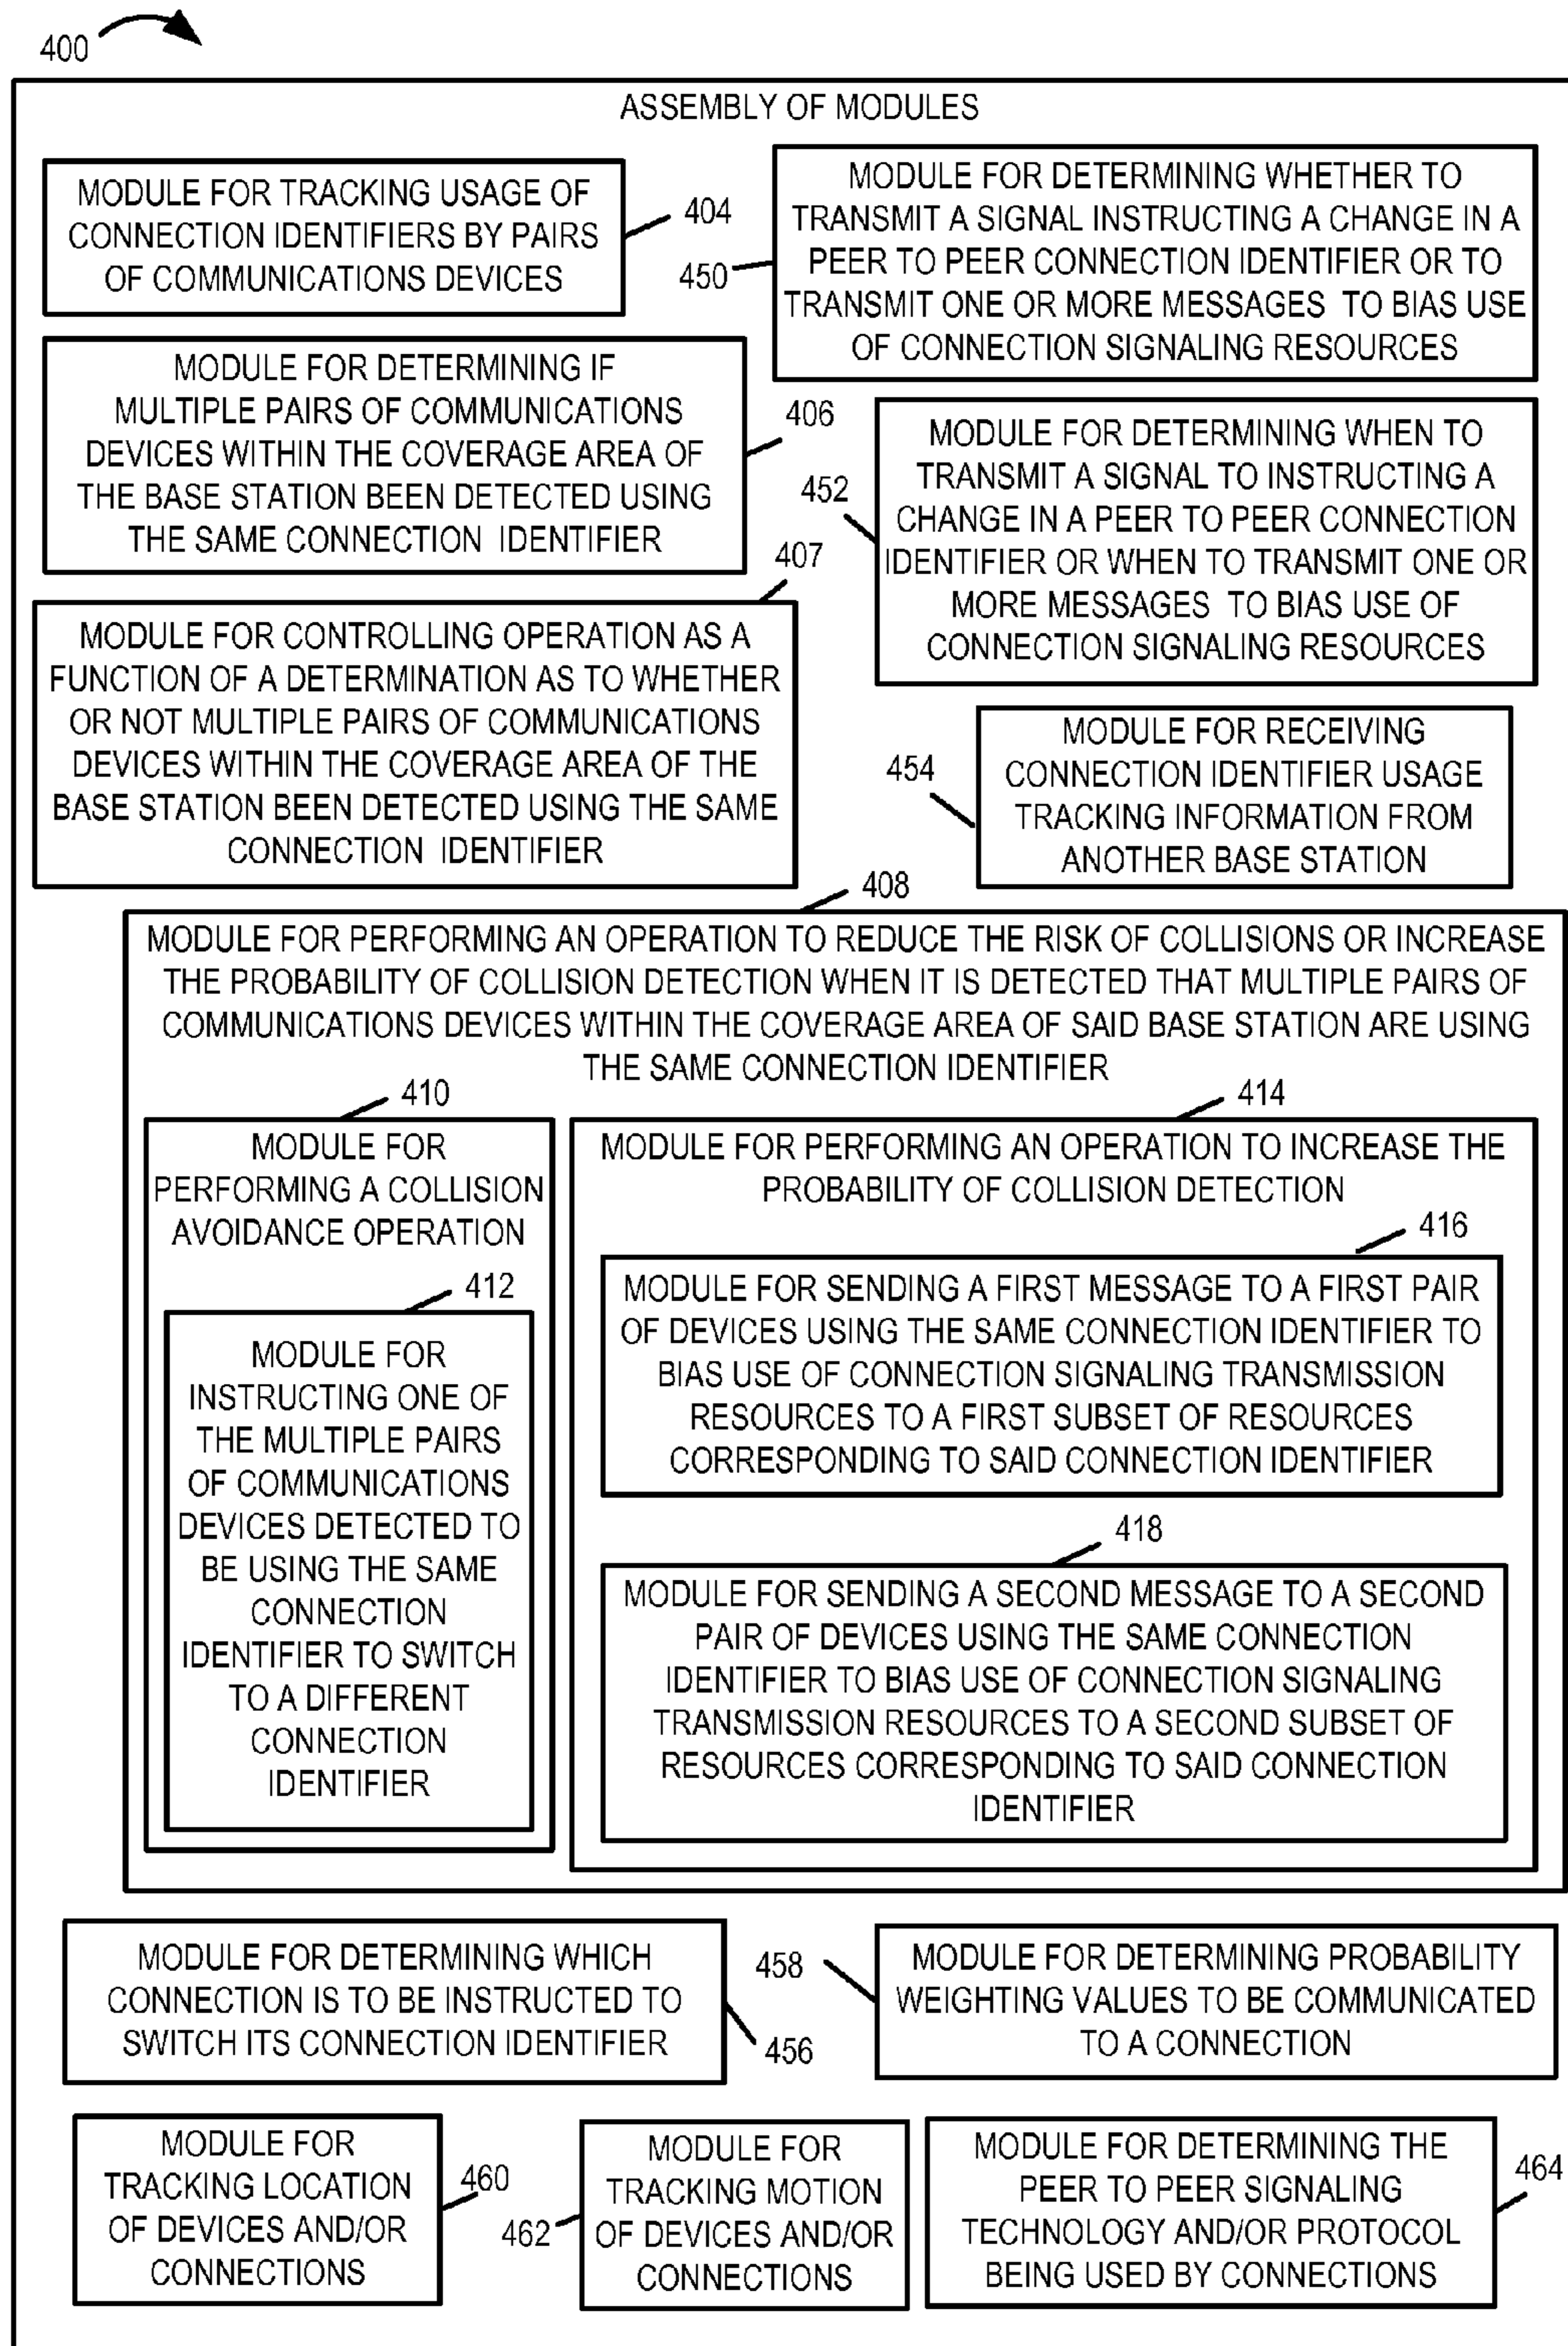 400
ASSEMBLY OF MODULES
MODULE FOR TRACKING USAGE OF
CONNECTION IDENTIFIERS BY PAIRS
OF COMMUNICATIONS DEVICES
404
450
MODULE FOR DETERMINING WHETHER TO
TRANSMIT A SIGNAL INSTRUCTING A CHANGE IN A
PEER TO PEER CONNECTION IDENTIFIER OR TO
TRANSMIT ONE OR MORE MESSAGES TO BIAS USE
OF CONNECTION SIGNALING RESOURCES
MODULE FOR DETERMINING IF
MULTIPLE PAIRS OF COMMUNICATIONS
DEVICES WITHIN THE COVERAGE AREA OF
THE BASE STATION BEEN DETECTED USING
THE SAME CONNECTION IDENTIFIER
406
452
MODULE FOR DETERMINING WHEN TO
TRANSMIT A SIGNAL TO INSTRUCTING A
CHANGE IN A PEER TO PEER CONNECTION
IDENTIFIER OR WHEN TO TRANSMIT ONE OR
MORE MESSAGES TO BIAS USE OF
CONNECTION SIGNALING RESOURCES
407
MODULE FOR CONTROLLING OPERATION AS A
FUNCTION OF A DETERMINATION AS TO WHETHER
OR NOT MULTIPLE PAIRS OF COMMUNICATIONS
DEVICES WITHIN THE COVERAGE AREA OF THE
BASE STATION BEEN DETECTED USING THE SAME
CONNECTION IDENTIFIER
454
MODULE FOR RECEIVING
CONNECTION IDENTIFIER USAGE
TRACKING INFORMATION FROM
ANOTHER BASE STATION
408
MODULE FOR PERFORMING AN OPERATION TO REDUCE THE RISK OF COLLISIONS OR INCREASE
THE PROBABILITY OF COLLISION DETECTION WHEN IT IS DETECTED THAT MULTIPLE PAIRS OF
COMMUNICATIONS DEVICES WITHIN THE COVERAGE AREA OF SAID BASE STATION ARE USING
THE SAME CONNECTION IDENTIFIER
410
MODULE FOR
PERFORMING A COLLISION
AVOIDANCE OPERATION
412
MODULE FOR
INSTRUCTING ONE OF
THE MULTIPLE PAIRS
OF COMMUNICATIONS
DEVICES DETECTED TO
BE USING THE SAME
CONNECTION
IDENTIFIER TO SWITCH
TO A DIFFERENT
CONNECTION
IDENTIFIER
414
MODULE FOR PERFORMING AN OPERATION TO INCREASE THE
PROBABILITY OF COLLISION DETECTION
416
MODULE FOR SENDING A FIRST MESSAGE TO A FIRST PAIR
OF DEVICES USING THE SAME CONNECTION IDENTIFIER TO
BIAS USE OF CONNECTION SIGNALING TRANSMISSION
RESOURCES TO A FIRST SUBSET OF RESOURCES
CORRESPONDING TO SAID CONNECTION IDENTIFIER
418
MODULE FOR SENDING A SECOND MESSAGE TO A SECOND
PAIR OF DEVICES USING THE SAME CONNECTION
IDENTIFIER TO BIAS USE OF CONNECTION SIGNALING
TRANSMISSION RESOURCES TO A SECOND SUBSET OF
RESOURCES CORRESPONDING TO SAID CONNECTION
IDENTIFIER
MODULE FOR DETERMINING WHICH
CONNECTION IS TO BE INSTRUCTED TO
SWITCH ITS CONNECTION IDENTIFIER
456
458
MODULE FOR DETERMINING PROBABILITY
WEIGHTING VALUES TO BE COMMUNICATED
TO A CONNECTION
MODULE FOR
TRACKING LOCATION
OF DEVICES AND/OR
CONNECTIONS
460
462
MODULE FOR
TRACKING MOTION
OF DEVICES AND/OR
CONNECTIONS
MODULE FOR DETERMINING THE
PEER TO PEER SIGNALING
TECHNOLOGY AND/OR PROTOCOL
BEING USED BY CONNECTIONS
464